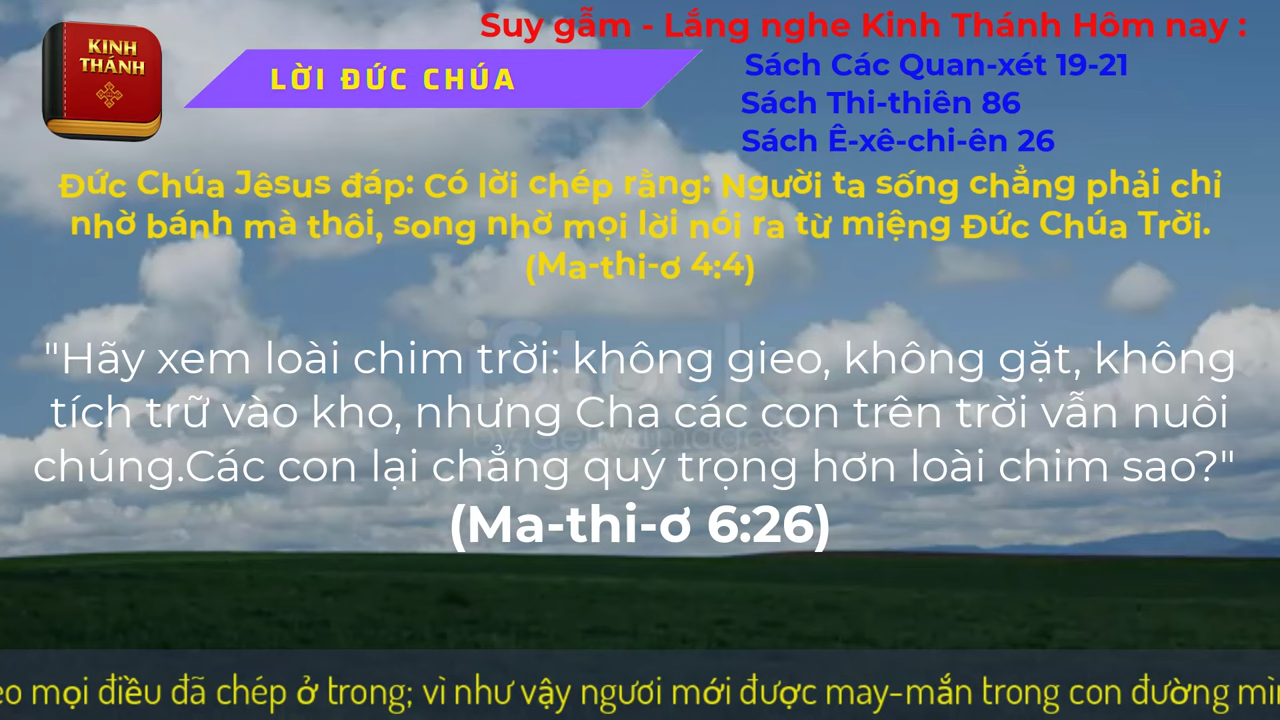 KINH
THÁNH
Suy gẫm - Lắng nghe Kinh Thánh Hôm nay :
LỜI ĐỨC CHÚA
Sách Các Quan-xét 19-21
Sách Thi-thiên 86
Sách Ê-xê-chi-ên 26
Đức Chúa Jêsus đáp: Có lời chép rằng: Người ta sống chẳng phải chỉ
nhờ bánh mà thôi, song nhờ mọi lời nói ra từ miệng Đức Chúa Trời.
(Ma-thi-ơ 4:4)
iStock
by Getty Images
"Hãy xem loài chim trời: không gieo, không gặt, không
tích trữ vào kho, nhưng Cha các con trên trời vẫn nuôi
chúng.Các con lại chẳng quý trọng hơn loài chim sao?"
(Ma-thi-ơ 6:26)
mọi điều đã chép ở trong; vì như vậy ngươi mới được may-mắn trong con đường